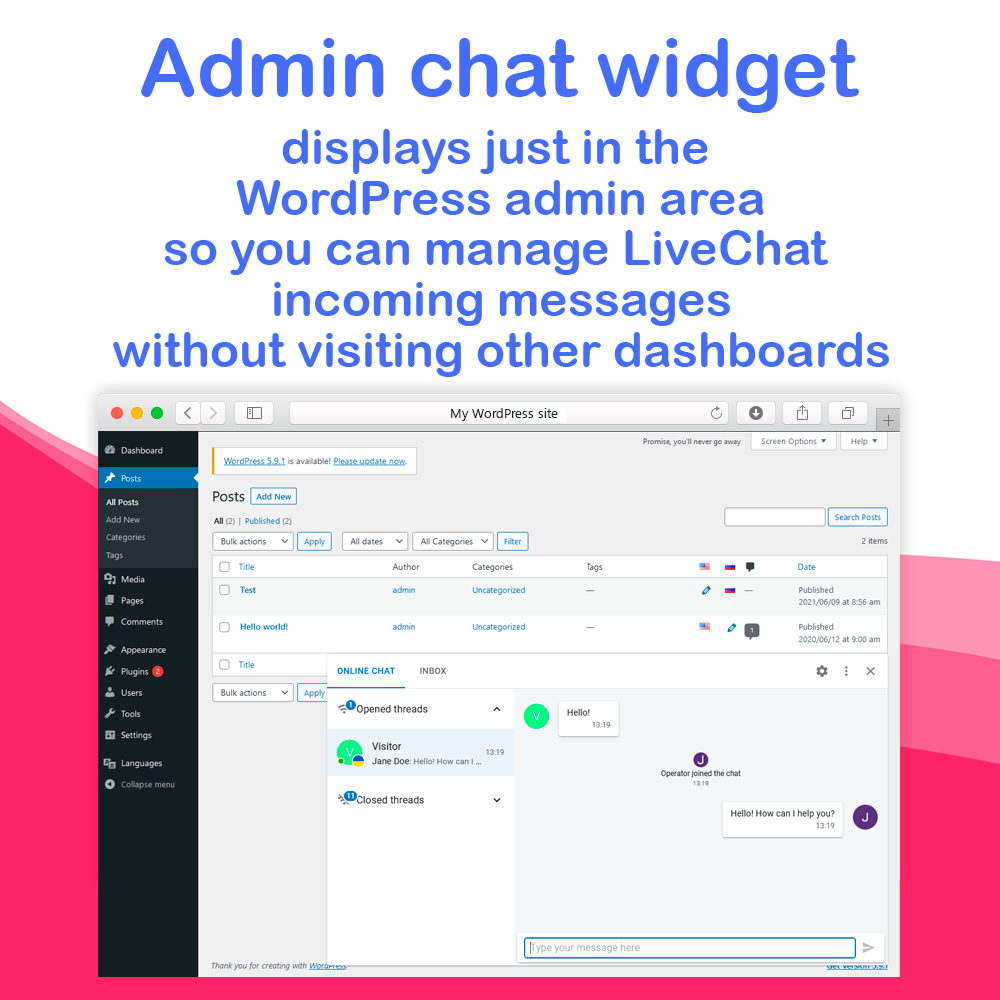 Admin chat widget
displays just in the
WordPress admin area
so you can manage LiveChat
incoming messages
without visiting other dashboards
My WordPress site
Promise, you'll never go away
Screen Options
Help
Dashboard
Posts
All Posts
Add New
Categories
Tags
Media
Pages
Comments
Appearance
Plugins 2
Users
Tools
Settings
Languages
Collapse menu
WordPress 5.9.1 is available! Please update now.
Posts Add New
Search Posts
All (2) | Published (2)
Bulk actions Apply All dates All Categories Filter 2 items
Title Author Categories Tags Date
Test admin Uncategorized — — Published
2021/06/09 at 8:56 am
Hello world! admin Uncategorized — 1 Published
2020/06/12 at 9:00 am
Title
Bulk actions Apply
ONLINE CHAT INBOX
1 Opened threads
V Visitor 13:19
Jane Doe: Hello! How can I ...
11 Closed threads
V Hello!
13:19
J
Operator joined the chat
13:19
Hello! How can I help you? J
13:19
Type your message here
Thank you for creating with WordPress.
Get Version 5.9.1